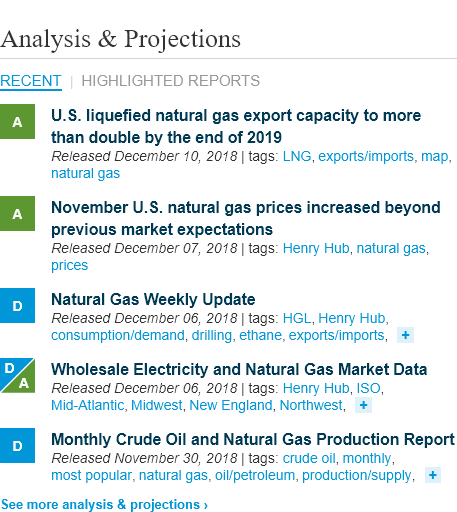 Analysis & Projections
RECENT | HIGHLIGHTED REPORTS
A
U.S. liquefied natural gas export capacity to more
than double by the end of 2019
Released December 10, 2018 | tags: LNG, exports/imports, map,
natural gas
A
November U.S. natural gas prices increased beyond
previous market expectations
Released December 07, 2018 | tags: Henry Hub, natural gas,
prices
D
Natural Gas Weekly Update
Released December 06, 2018 | tags: HGL, Henry Hub,
consumption/demand, drilling, ethane, exports/imports, +
D A
Wholesale Electricity and Natural Gas Market Data
Released December 06, 2018 | tags: Henry Hub, ISO,
Mid-Atlantic, Midwest, New England, Northwest, +
D
Monthly Crude Oil and Natural Gas Production Report
Released November 30, 2018 | tags: crude oil, monthly,
most popular, natural gas, oil/petroleum, production/supply, +
See more analysis & projections ›